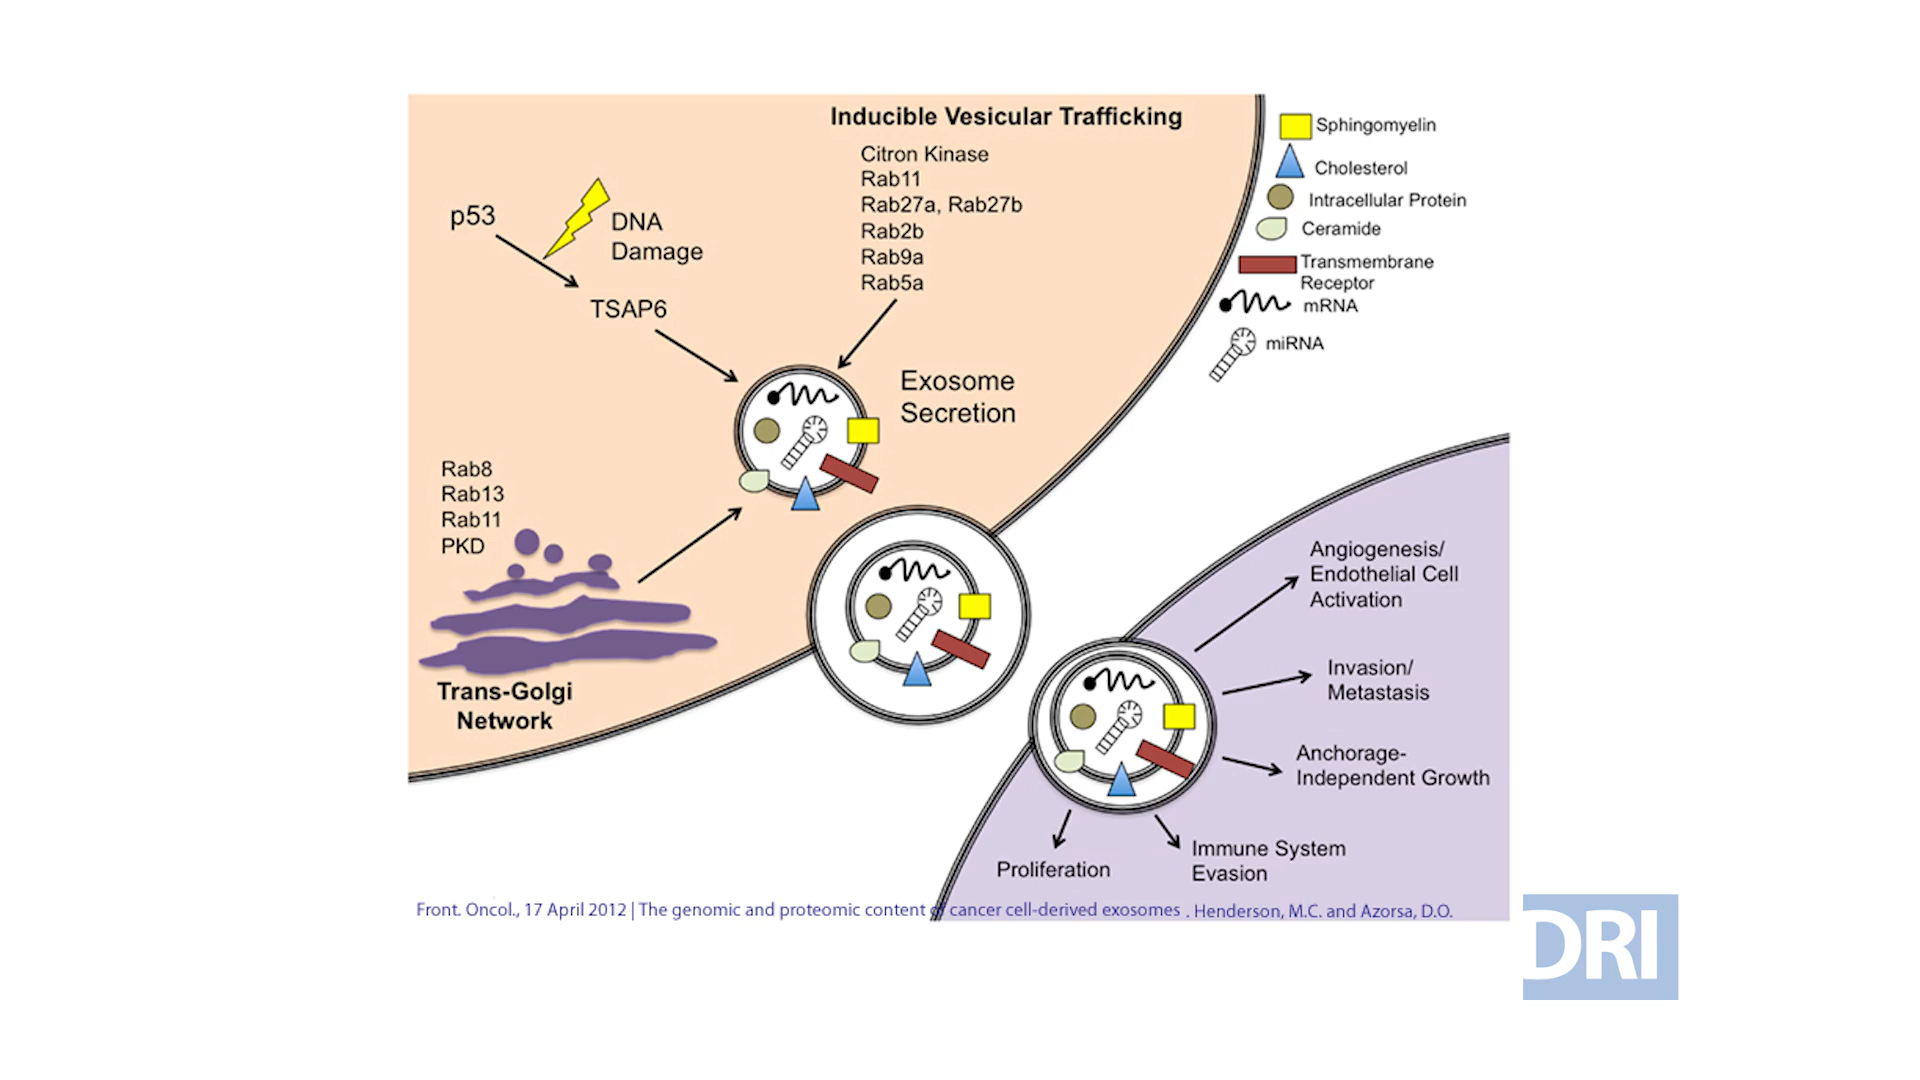 Inducible Vesicular Trafficking
Citron Kinase
Rab11
Rab27a, Rab27b
Rab2b
Rab9a
Rab5a
p53
DNA
Damage
TSAP6
Exosome
Secretion
Rab8
Rab13
Rab11
PKD
Trans-Golgi
Network
Sphingomyelin
Cholesterol
Intracellular Protein
Ceramide
Transmembrane
Receptor
mRNA
miRNA
Angiogenesis/
Endothelial Cell
Activation
Invasion/
Metastasis
Anchorage-
Independent Growth
Immune System
Evasion
Proliferation
Front. Oncol., 17 April 2012 | The genomic and proteomic content of cancer cell-derived exosomes . Henderson, M.C. and Azorsa, D.O.
DRI